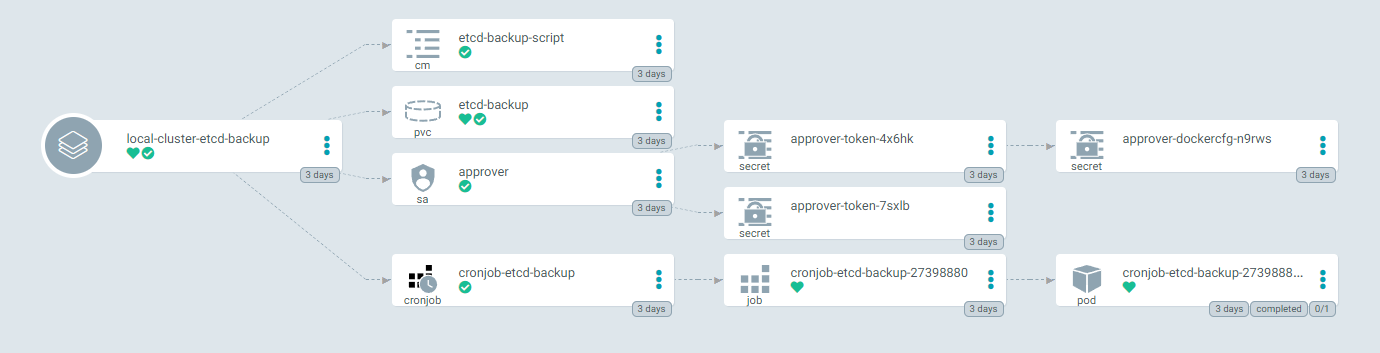 local-cluster-etcd-backup
3 days
etcd-backup-script
cm
3 days
etcd-backup
pvc
3 days
approver
sa
3 days
cronjob-etcd-backup
cronjob
3 days
approver-token-4x6hk
secret
3 days
approver-token-7sxlb
secret
3 days
cronjob-etcd-backup-27398880
job
3 days
approver-dockercfg-n9rws
secret
3 days
cronjob-etcd-backup-2739888...
pod
3 days completed 0/1